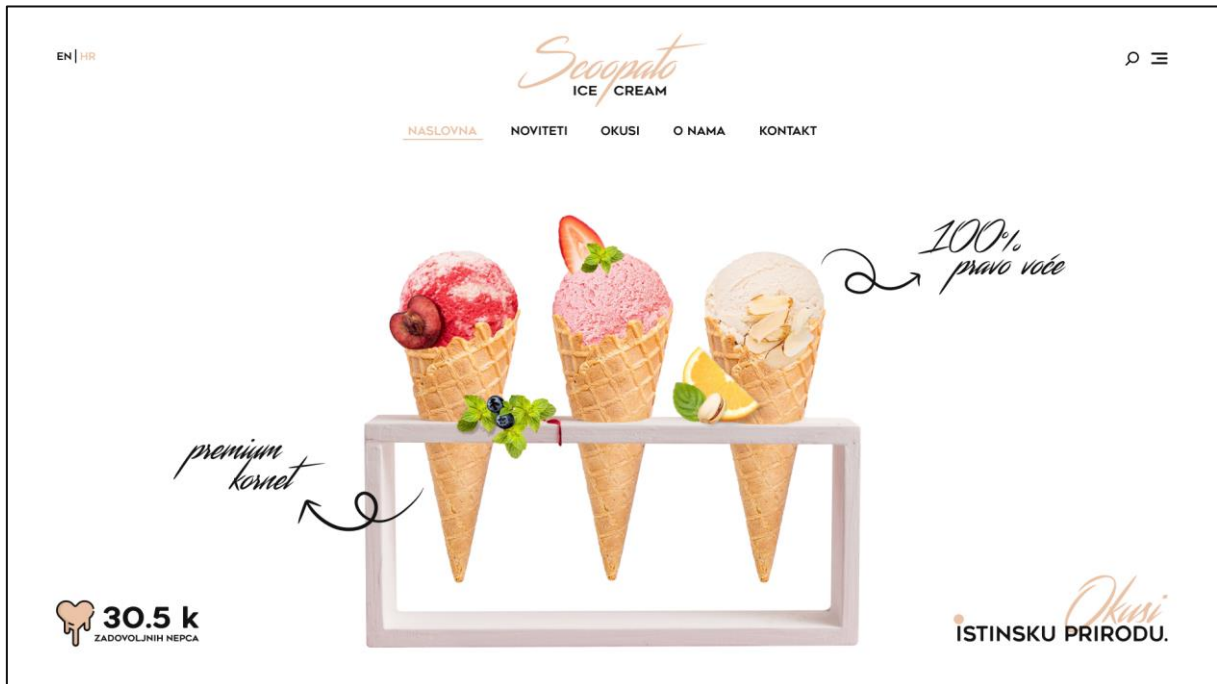 EN | HR
Scoopato
ICE CREAM
NASLOVNA NOVITETI OKUSI O NAMA KONTAKT
100%
pravo voće
premium
kornet
30.5 k
ZADOVOLJNIH NEPCA
Okusi
ISTINSKU PRIRODU.